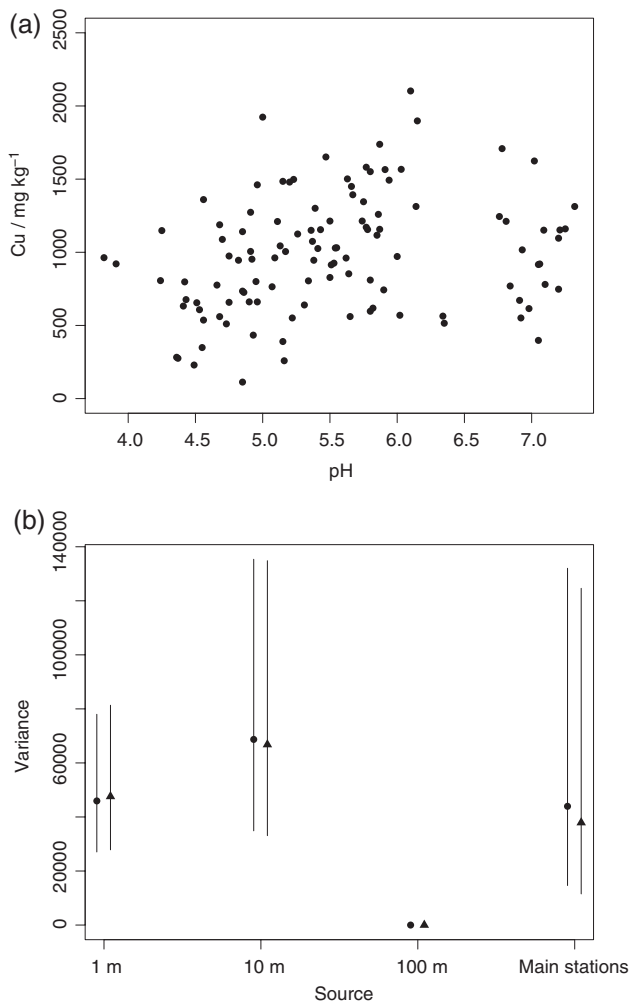 (a)
Cu / mg kg⁻¹
2500
2000
1500
1000
500
0
4.0 4.5 5.0 5.5 6.0 6.5 7.0
pH
(b)
Variance
140000
100000
60000
20000
0
1 m 10 m 100 m Main stations
Source